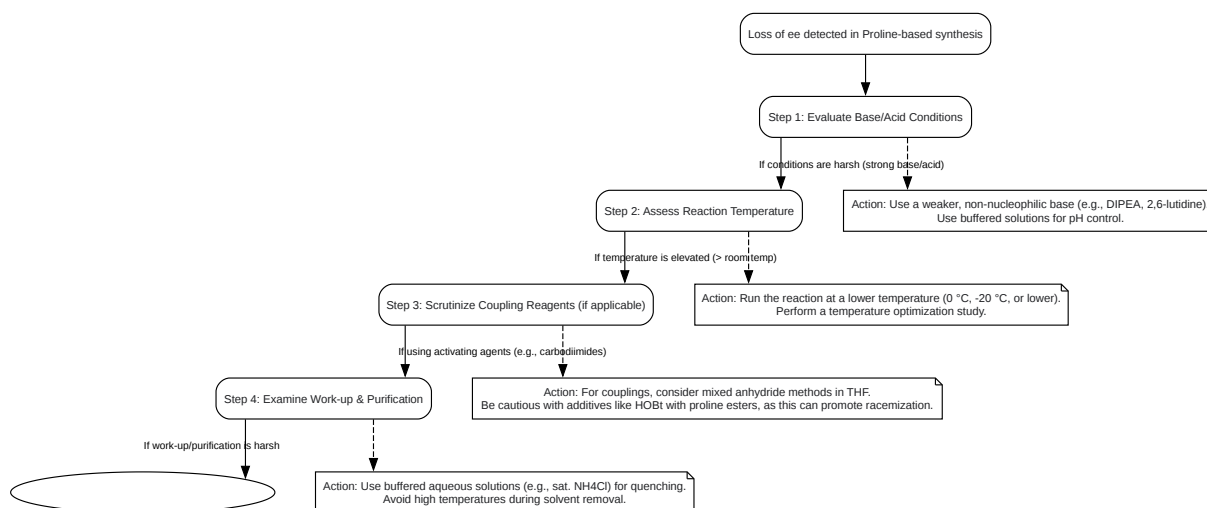 Loss of ee detected in Proline-based synthesis
Step 1: Evaluate Base/Acid Conditions
If conditions are harsh (strong base/acid)
Step 2: Assess Reaction Temperature
Action: Use a weaker, non-nucleophilic base (e.g., DIPEA, 2,6-lutidine)
Use buffered solutions for pH control.
If temperature is elevated (> room temp)
Step 3: Scrutinize Coupling Reagents (if applicable)
Action: Run the reaction at a lower temperature (0 °C, -20 °C, or lower).
Perform a temperature optimization study.
If using activating agents (e.g., carbodiimides)
Step 4: Examine Work-up & Purification
Action: For couplings, consider mixed anhydride methods in THF.
Be cautious with additives like HOBt with proline esters, as this can promote racemization.
If work-up/purification is harsh
Action: Use buffered aqueous solutions (e.g., sat. NH4Cl) for quenching.
Avoid high temperatures during solvent removal.